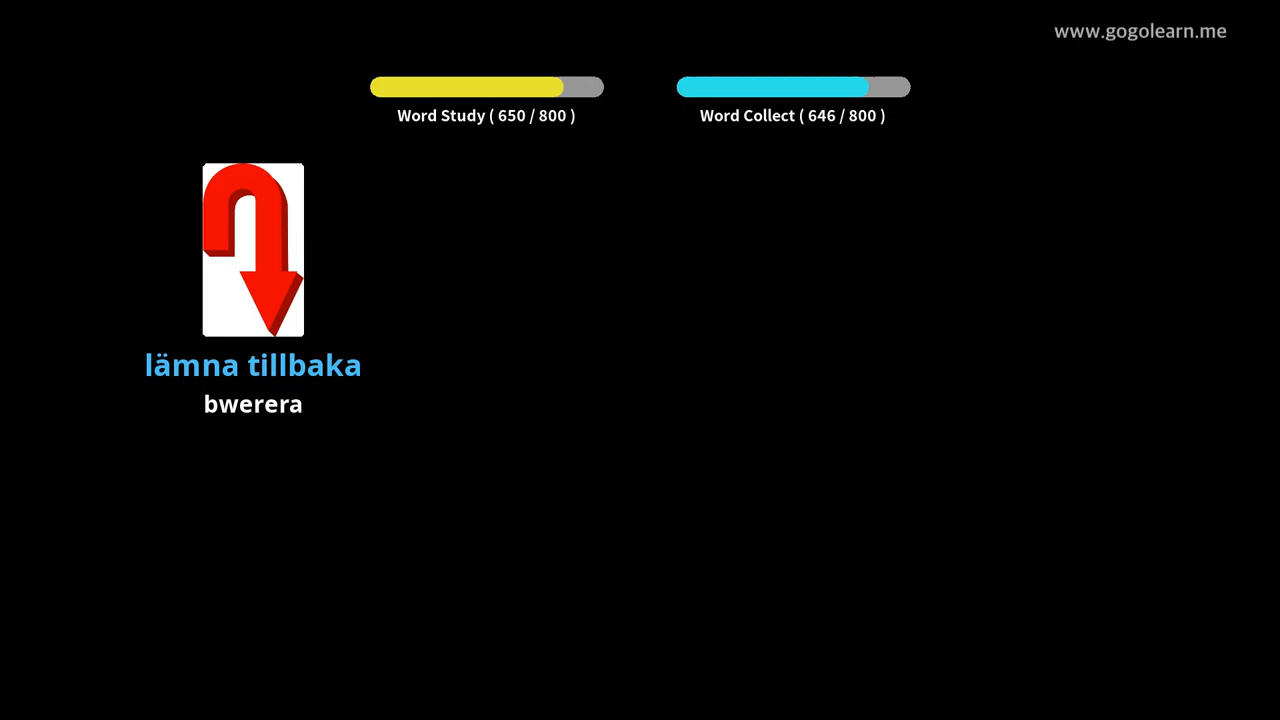 www.gogolearn.me
Word Study ( 650 / 800 )
Word Collect ( 646 / 800 )
lämna tillbaka
bwerera